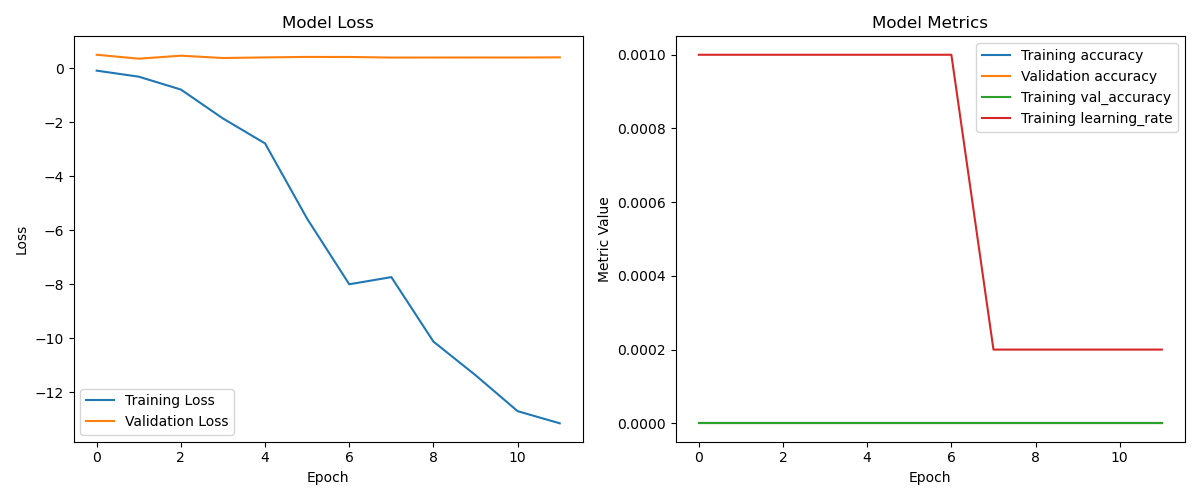 Model Loss
Loss
0
−2
−4
−6
−8
−10
−12
Training Loss
Validation Loss
0 2 4 6 8 10
Epoch
Model Metrics
Metric Value
0.0010
0.0008
0.0006
0.0004
0.0002
0.0000
Training accuracy
Validation accuracy
Training val_accuracy
Training learning_rate
0 2 4 6 8 10
Epoch